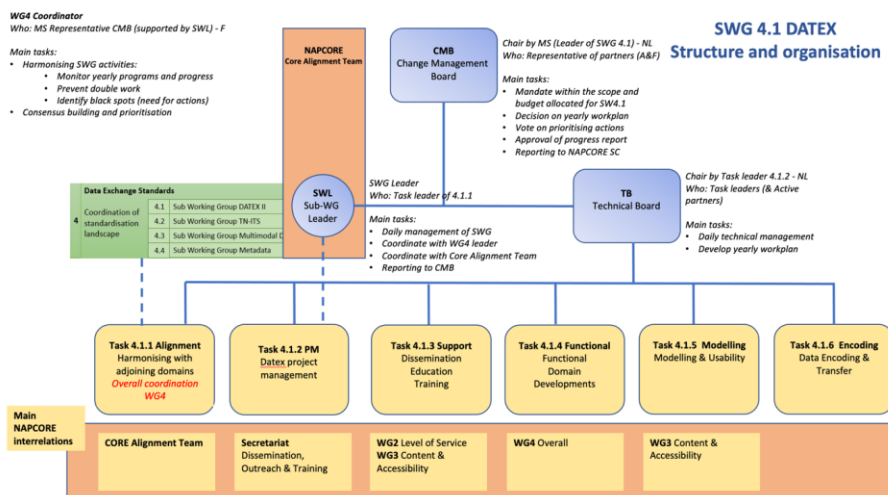 WG4 Coordinator
Who: MS Representative CMB (supported by SWL) - F
Main tasks:
• Harmonising SWG activities:
• Monitor yearly programs and progress
• Prevent double work
• Identify black spots (need for actions)
• Consensus building and prioritisation
NAPCORE
Core Alignment Team
CMB
Change Management
Board
Chair by MS (Leader of SWG 4.1) - NL
Who: Representative of partners (A&F)
Main tasks:
• Mandate within the scope and
budget allocated for SW4.1
• Decision on yearly workplan
• Vote on prioritising actions
• Approval of progress report
• Reporting to NAPCORE SC
SWG 4.1 DATEX
Structure and organisation
Data Exchange Standards
4
Coordination of
standardisation
landscape
4.1 Sub Working Group DATEX II
4.2 Sub Working Group TN-ITS
4.3 Sub Working Group Multimodal D
4.4 Sub Working Group Metadata
SWL
Sub-WG
Leader
SWG Leader
Who: Task leader of 4.1.1
Main tasks:
• Daily management of SWG
• Coordinate with WG4 leader
• Coordinate with Core Alignment Team
• Reporting to CMB
TB
Technical Board
Chair by Task leader 4.1.2 - NL
Who: Task leaders (& Active
partners)
Main tasks:
• Daily technical management
• Develop yearly workplan
Task 4.1.1 Alignment
Harmonising with
adjoining domains
Overall coordination
WG4
Task 4.1.2 PM
Datex project
management
Task 4.1.3 Support
Dissemination
Education
Training
Task 4.1.4 Functional
Functional
Domain
Developments
Task 4.1.5 Modelling
Modelling & Usability
Task 4.1.6 Encoding
Data Encoding &
Transfer
Main
NAPCORE
interrelations
CORE Alignment Team
Secretariat
Dissemination,
Outreach & Training
WG2 Level of Service
WG3 Content &
Accessibility
WG4 Overall
WG3 Content &
Accessibility